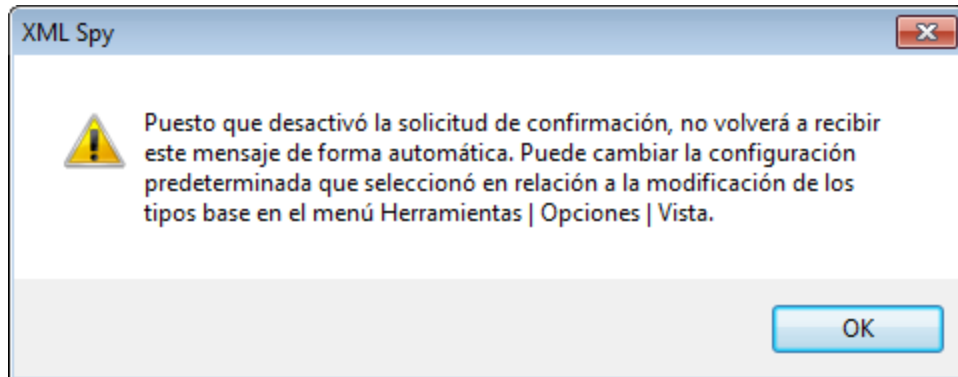 XML Spy
Puesto que desactivó la solicitud de confirmación, no volverá a recibir
este mensaje de forma automática. Puede cambiar la configuración
predeterminada que seleccionó en relación a la modificación de los
tipos base en el menú Herramientas | Opciones | Vista.
OK